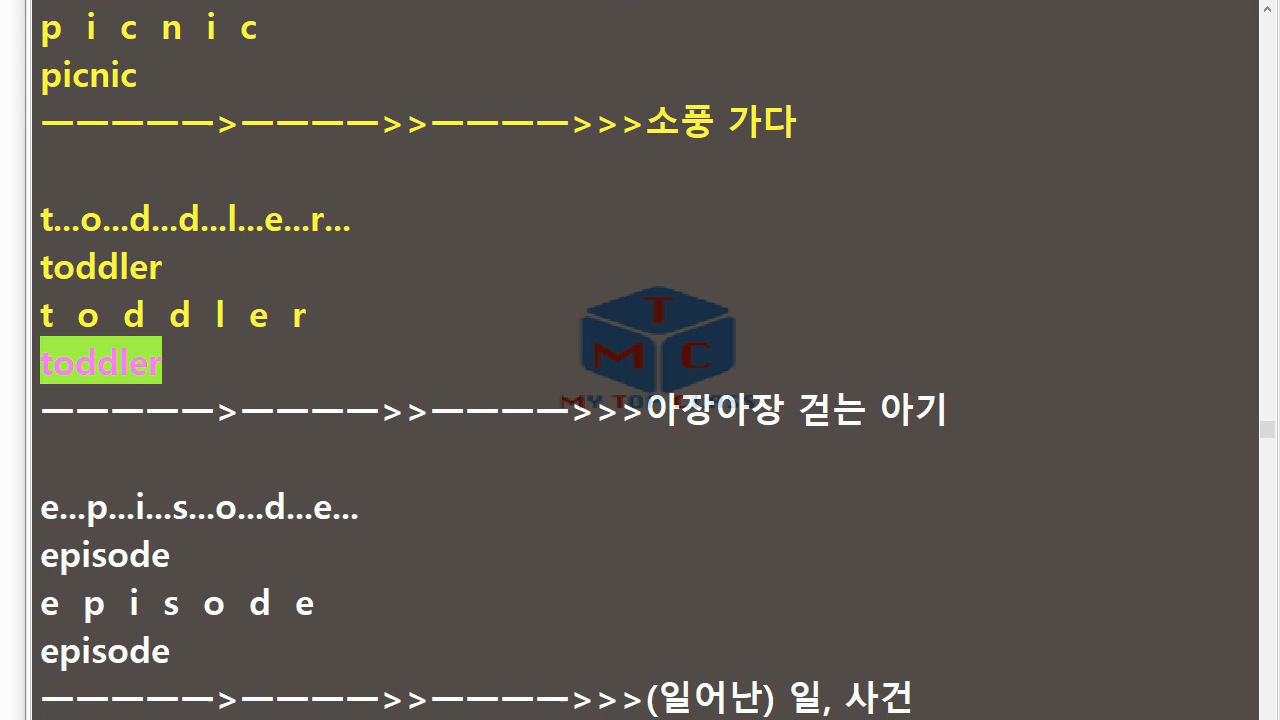 p i c n i c
picnic
—————>————>>————>>>소풍 가다
t...o...d...d...l...e...r...
toddler
t o d d l e r
toddler
—————>————>>————>>>아장아장 걷는 아기
T
M C
e...p...i...s...o...d...e...
episode
e p i s o d e
episode
—————>————>>————>>>(일어난) 일, 사건